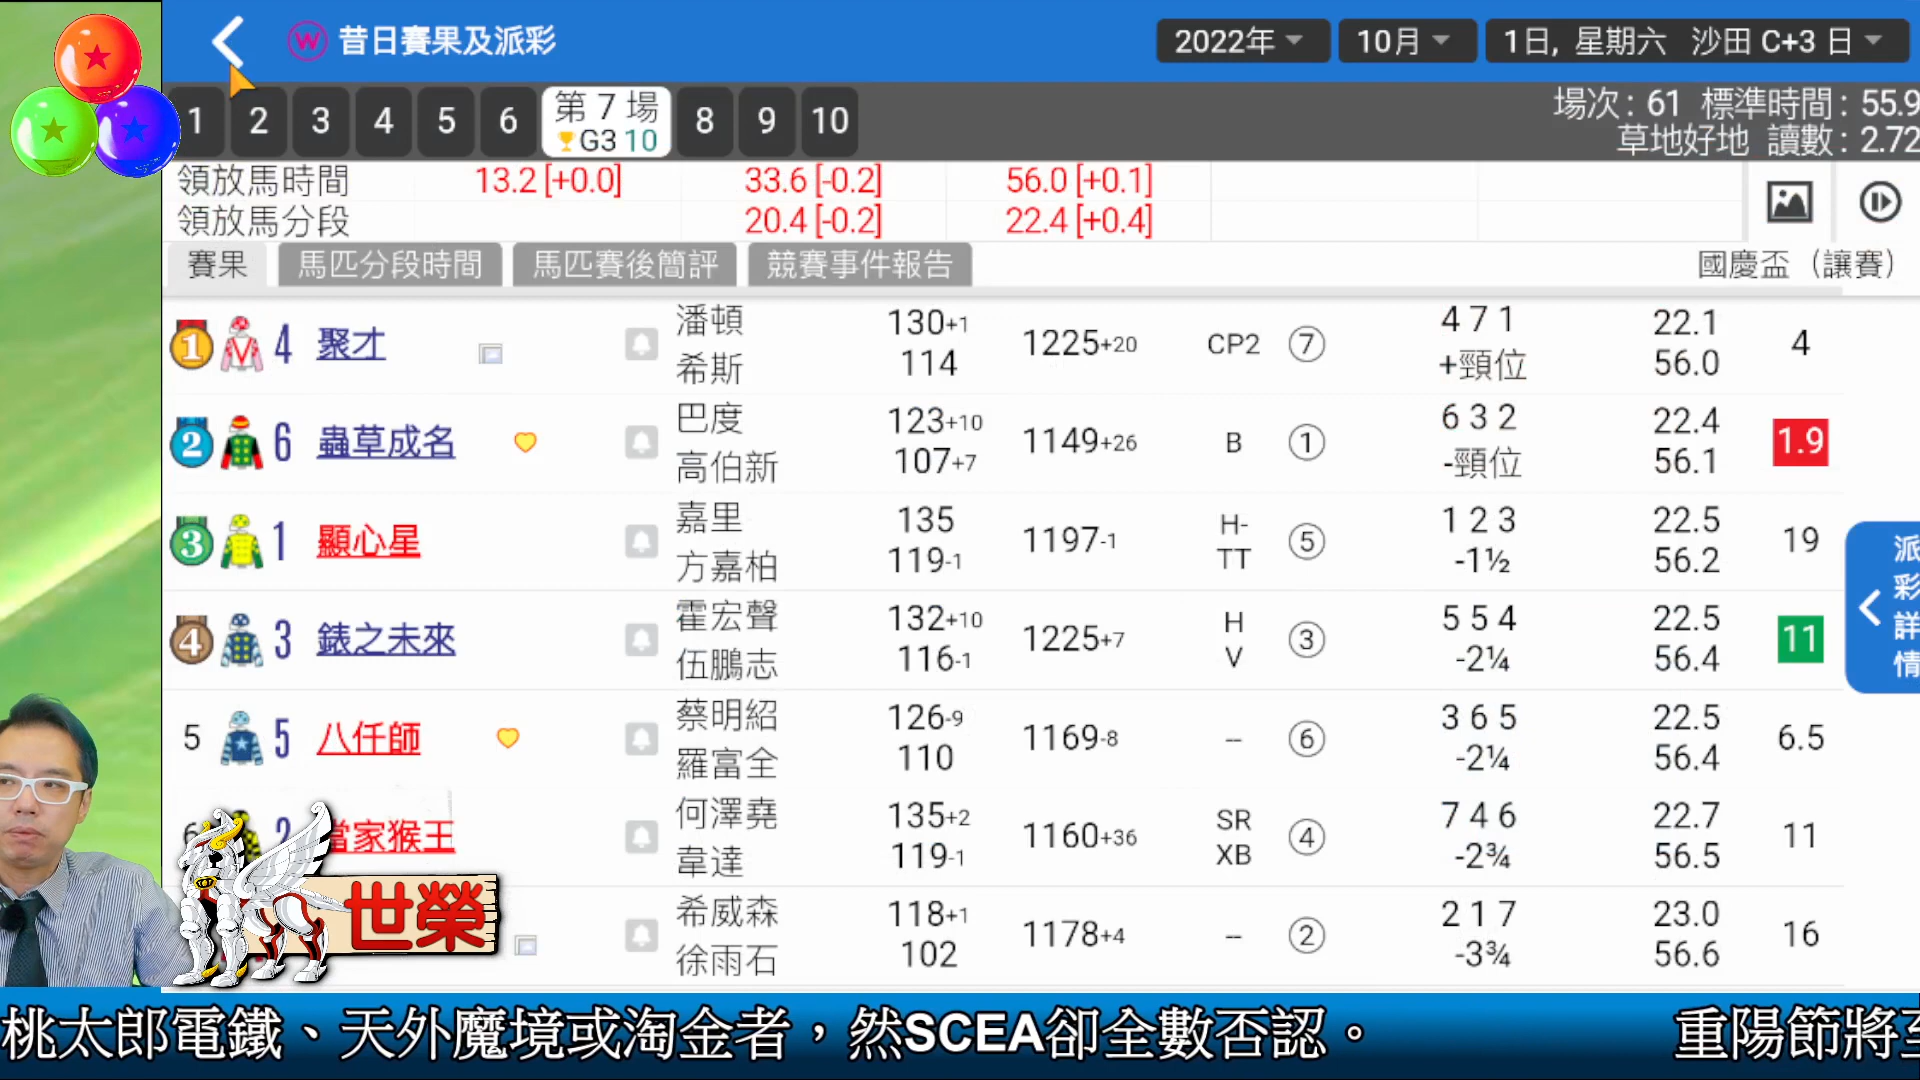 昔日賽果及派彩
2022年
10月
1日, 星期六 沙田 C+3 日
1
2
3
4
5
6
第 7 場
G3 10
8
9
10
場次 : 61 標準時間 : 55.9
草地好地 讀數 : 2.72
領放馬時間 13.2 [+0.0] 33.6 [-0.2] 56.0 [+0.1]
領放馬分段 20.4 [-0.2] 22.4 [+0.4]
賽果
馬匹分段時間
馬匹賽後簡評
競賽事件報告
國慶盃（讓賽）
1 4 聚才 潘頓 130+1 1225+20 CP2 7 4 7 1 22.1 4
希斯 114 +頸位 56.0
2 6 蟲草成名 巴度 123+10 1149+26 B 1 6 3 2 22.4 1.9
高伯新 107+7 -頸位 56.1
3 1 顯心星 嘉里 135 1197-1 H- 5 1 2 3 22.5 19
方嘉柏 119-1 TT -1½ 56.2
4 3 錶之未來 霍宏聲 132+10 1225+7 H 3 5 5 4 22.5 11
伍鵬志 116-1 V -2¼ 56.4
5 5 八仟師 蔡明紹 126-9 1169-8 -- 6 3 6 5 22.5 6.5
羅富全 110 -2¼ 56.4
6 2 當家猴王 何澤堯 135+2 1160+36 SR 4 7 4 6 22.7 11
韋達 119-1 XB -2¾ 56.5
希威森 118+1 1178+4 -- 2 2 1 7 23.0 16
徐雨石 102 -3¾ 56.6
派彩詳情
世榮
桃太郎電鐵、天外魔境或淘金者，然SCEA卻全數否認。 重陽節將至